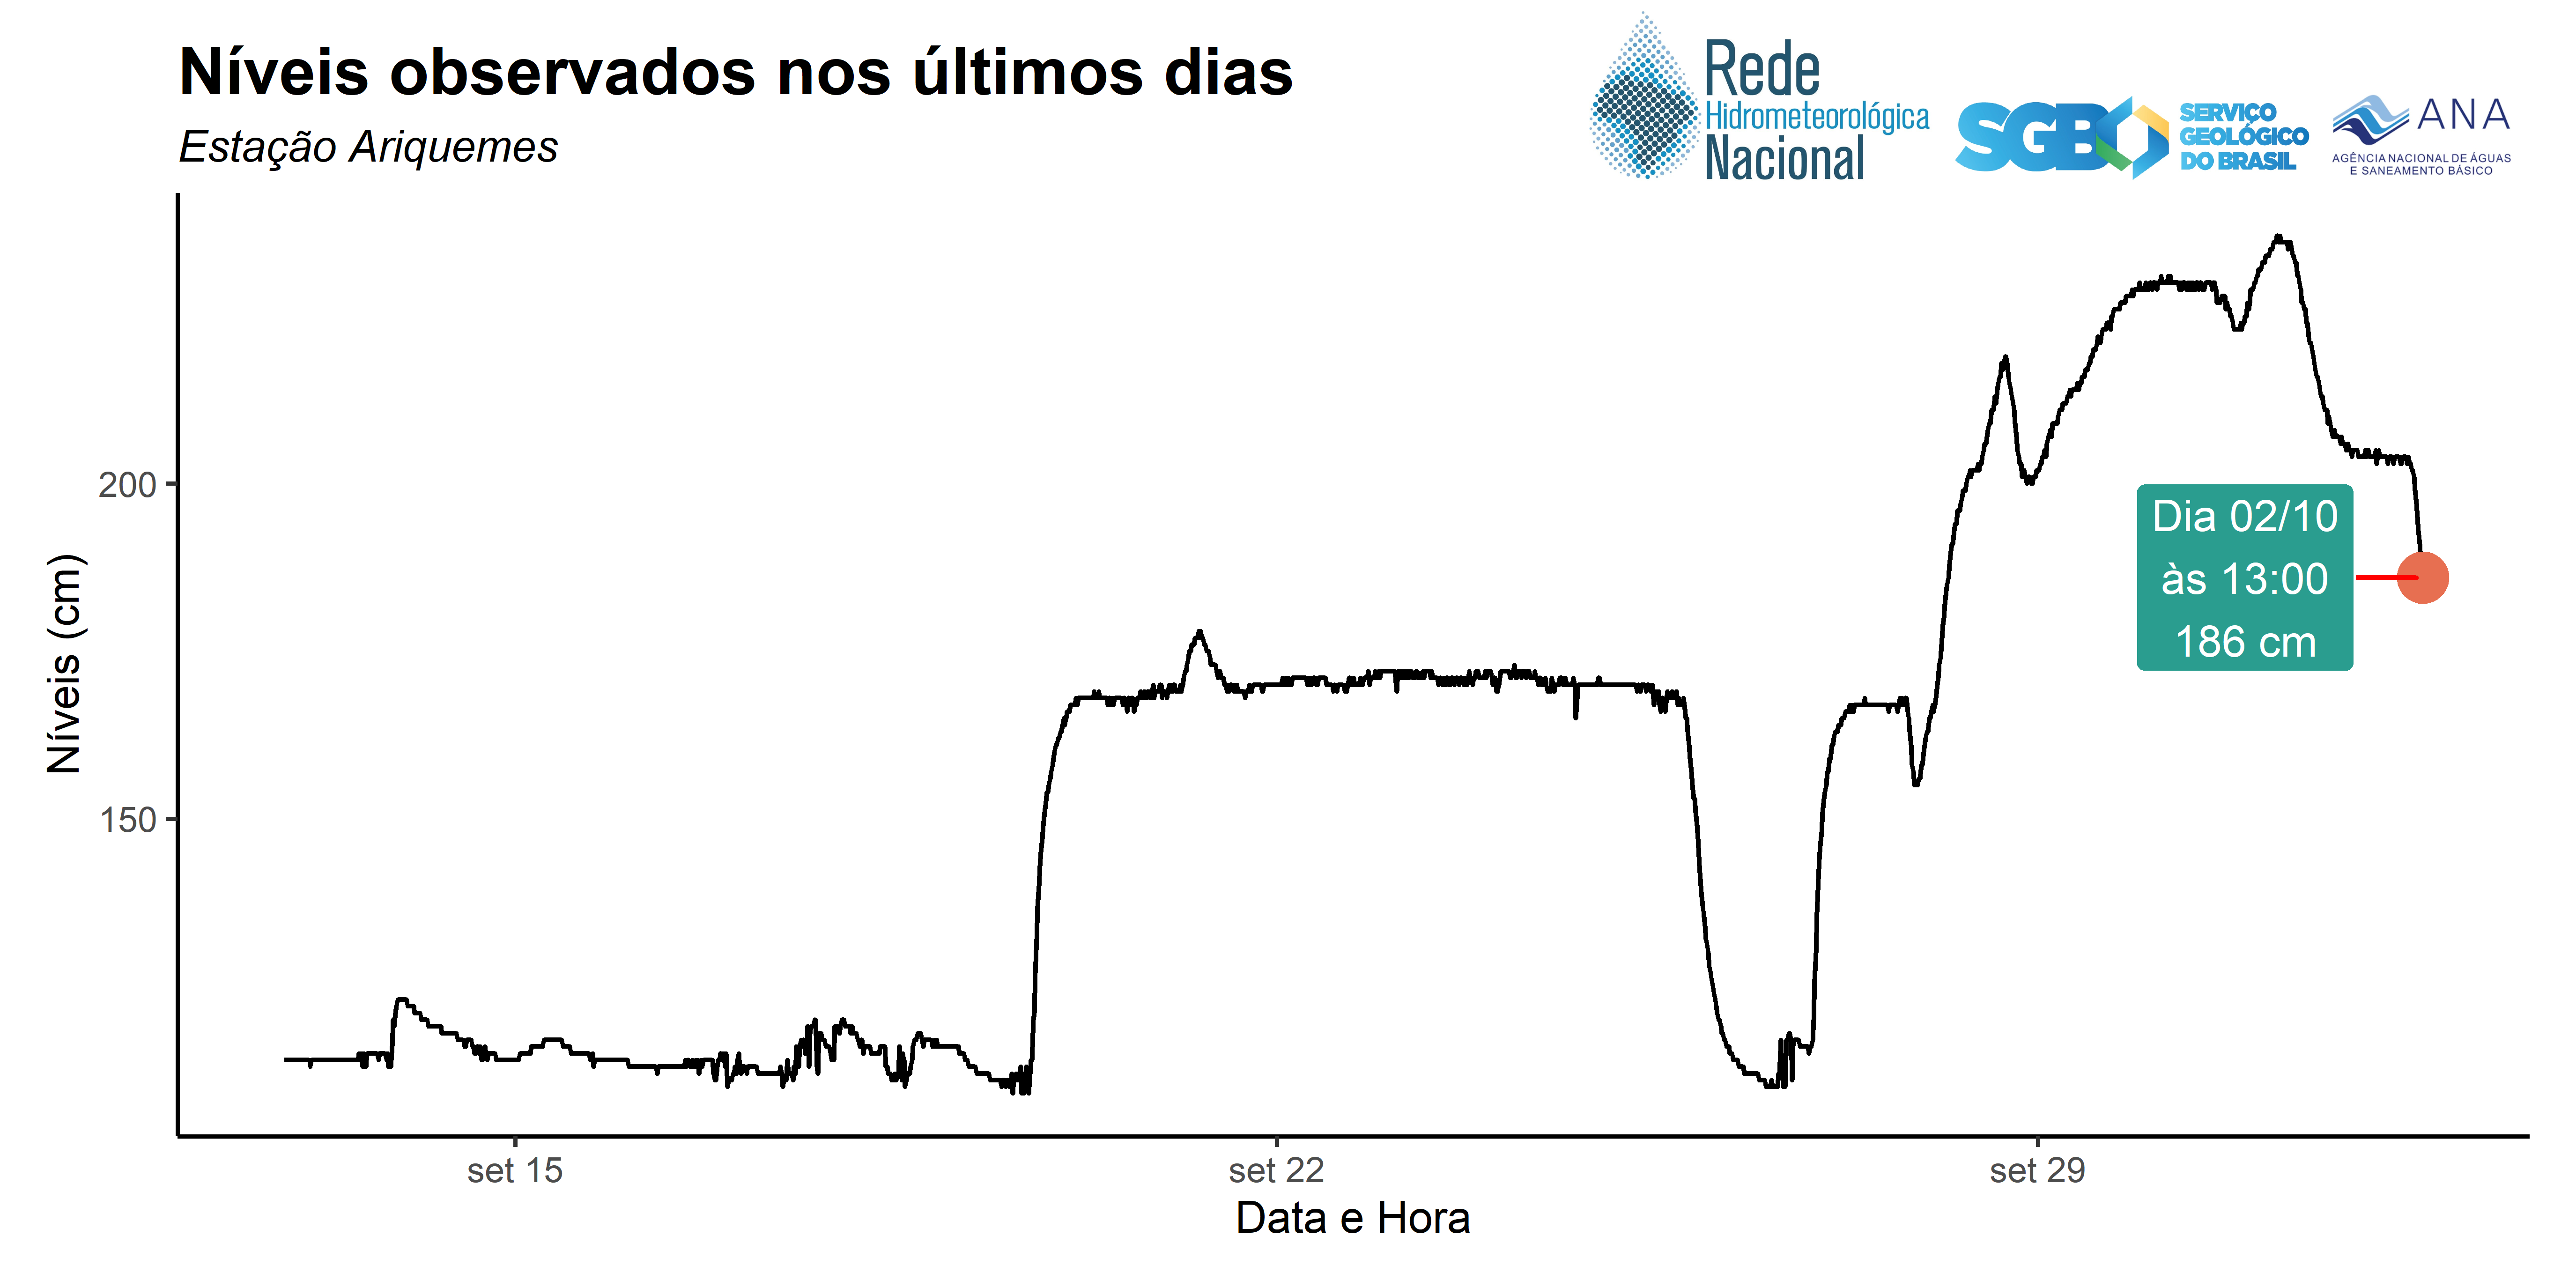 Níveis observados nos últimos dias
Estação Ariquemes
Rede
Hidrometeorológica
Nacional
SGB
SERVIÇO
GEOLÓGICO
DO BRASIL
ANA
AGÊNCIA NACIONAL DE ÁGUAS
E SANEAMENTO BÁSICO
Níveis (cm)
200
150
Dia 02/10
às 13:00
186 cm
set 15
set 22
set 29
Data e Hora